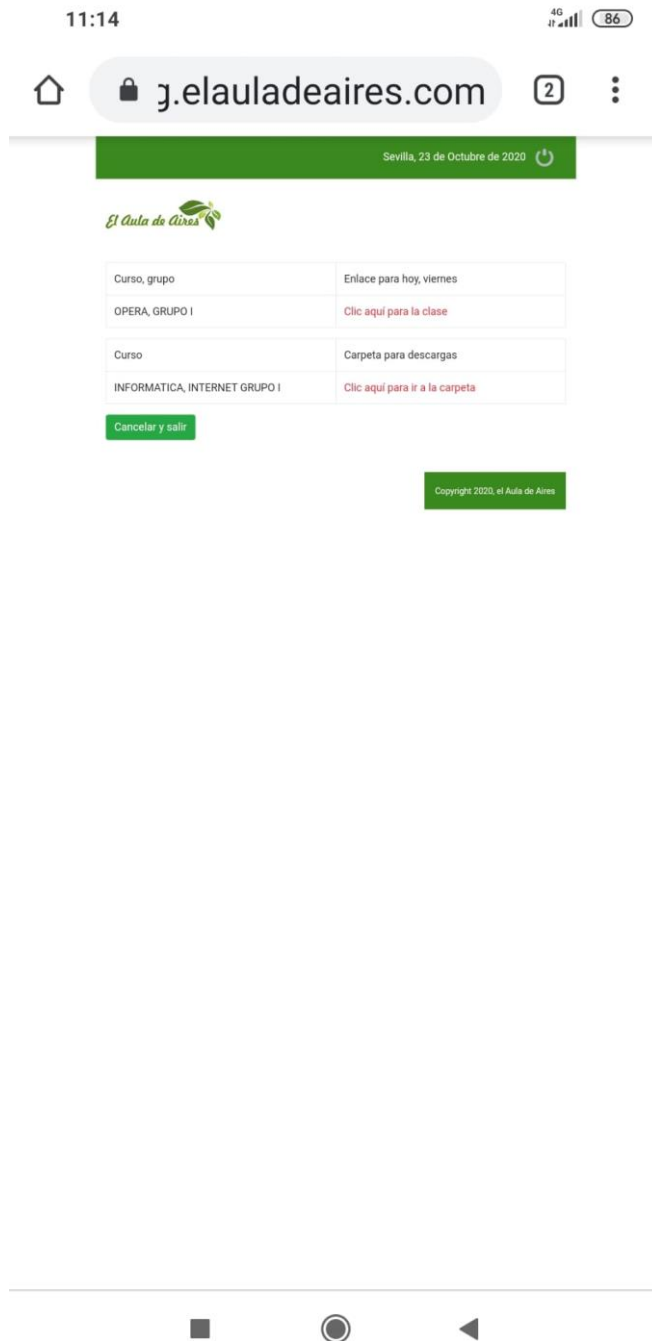 11:14
4G
86
g.elauladeaires.com
2
Sevilla, 23 de Octubre de 2020
El Aula de Aires
Curso, grupo Enlace para hoy, viernes
OPERA, GRUPO I Clic aquí para la clase
Curso Carpeta para descargas
INFORMATICA, INTERNET GRUPO I Clic aquí para ir a la carpeta
Cancelar y salir
Copyright 2020, el Aula de Aires